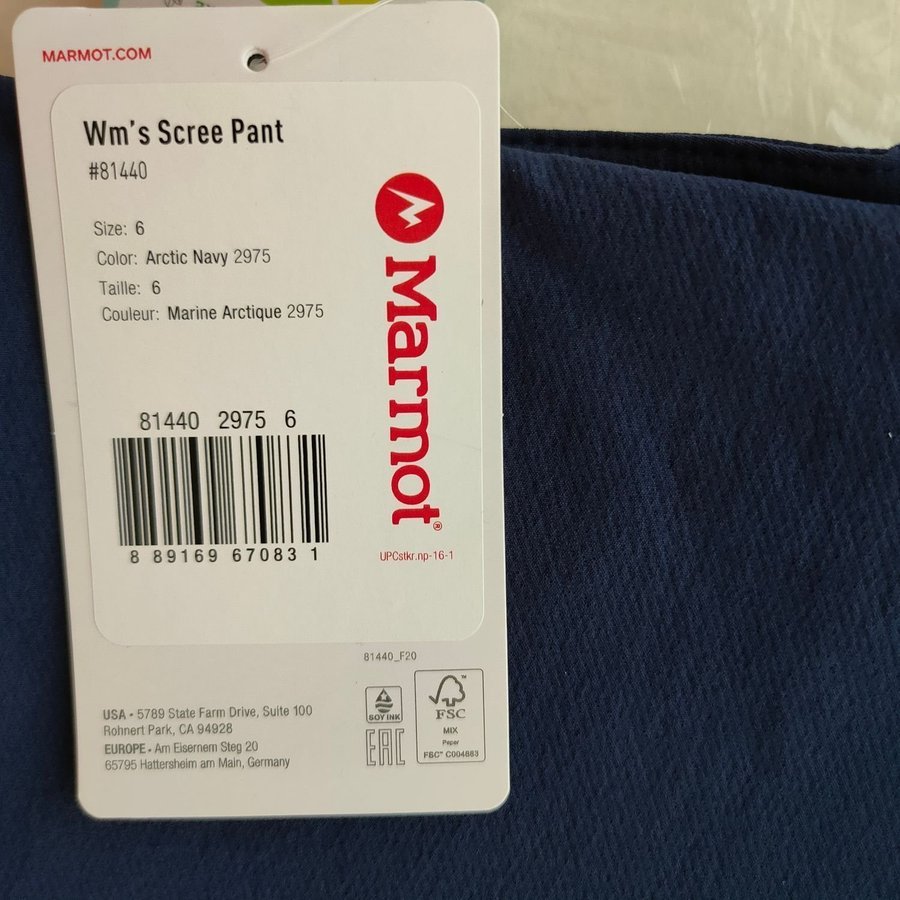 MARMOT.COM
Wm's Scree Pant
#81440
Size: 6
Color: Arctic Navy 2975
Taille: 6
Couleur: Marine Arctique 2975
81440 2975 6
8 89169 67083 1
Marmot®
UPCstkr.np-16-1
81440_F20
USA • 5789 State Farm Drive, Suite 100
Rohnert Park, CA 94928
EUROPE • Am Eisernem Steg 20
65795 Hattersheim am Main, Germany
SOY INK
EAC
FSC
MIX
Paper
FSC™ C004883